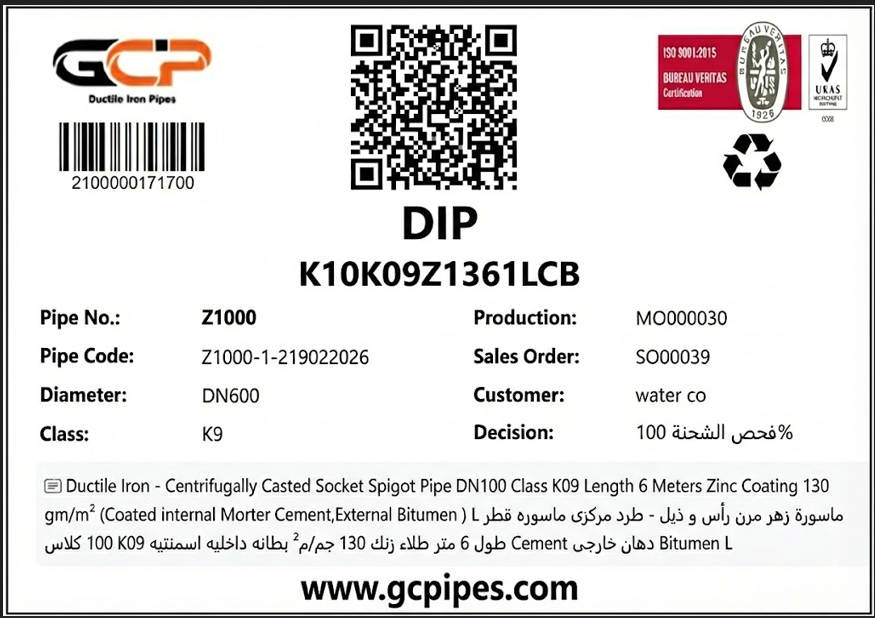 GCP
Ductile Iron Pipes
2100000171700
ISO 9001:2015
BUREAU VERITAS
Certification
BUREAU VERITAS
1926
UKAS
MANAGEMENT
SYSTEMS
0008
DIP
K10K09Z1361LCB
Pipe No.: Z1000 Production: MO000030
Pipe Code: Z1000-1-219022026 Sales Order: SO00039
Diameter: DN600 Customer: water co
Class: K9 Decision: 100 فحص الشحنة%
Ductile Iron - Centrifugally Casted Socket Spigot Pipe DN100 Class K09 Length 6 Meters Zinc Coating 130
gm/m² (Coated internal Morter Cement,External Bitumen ) L ماسورة زهر مرن رأس و ذيل - طرد مركزى ماسوره قطر
كلاس 100 K09 طول 6 متر طلاء زنك 130 جم/م² بطانه داخليه اسمنتيه Cement دهان خارجى Bitumen L
www.gcpipes.com